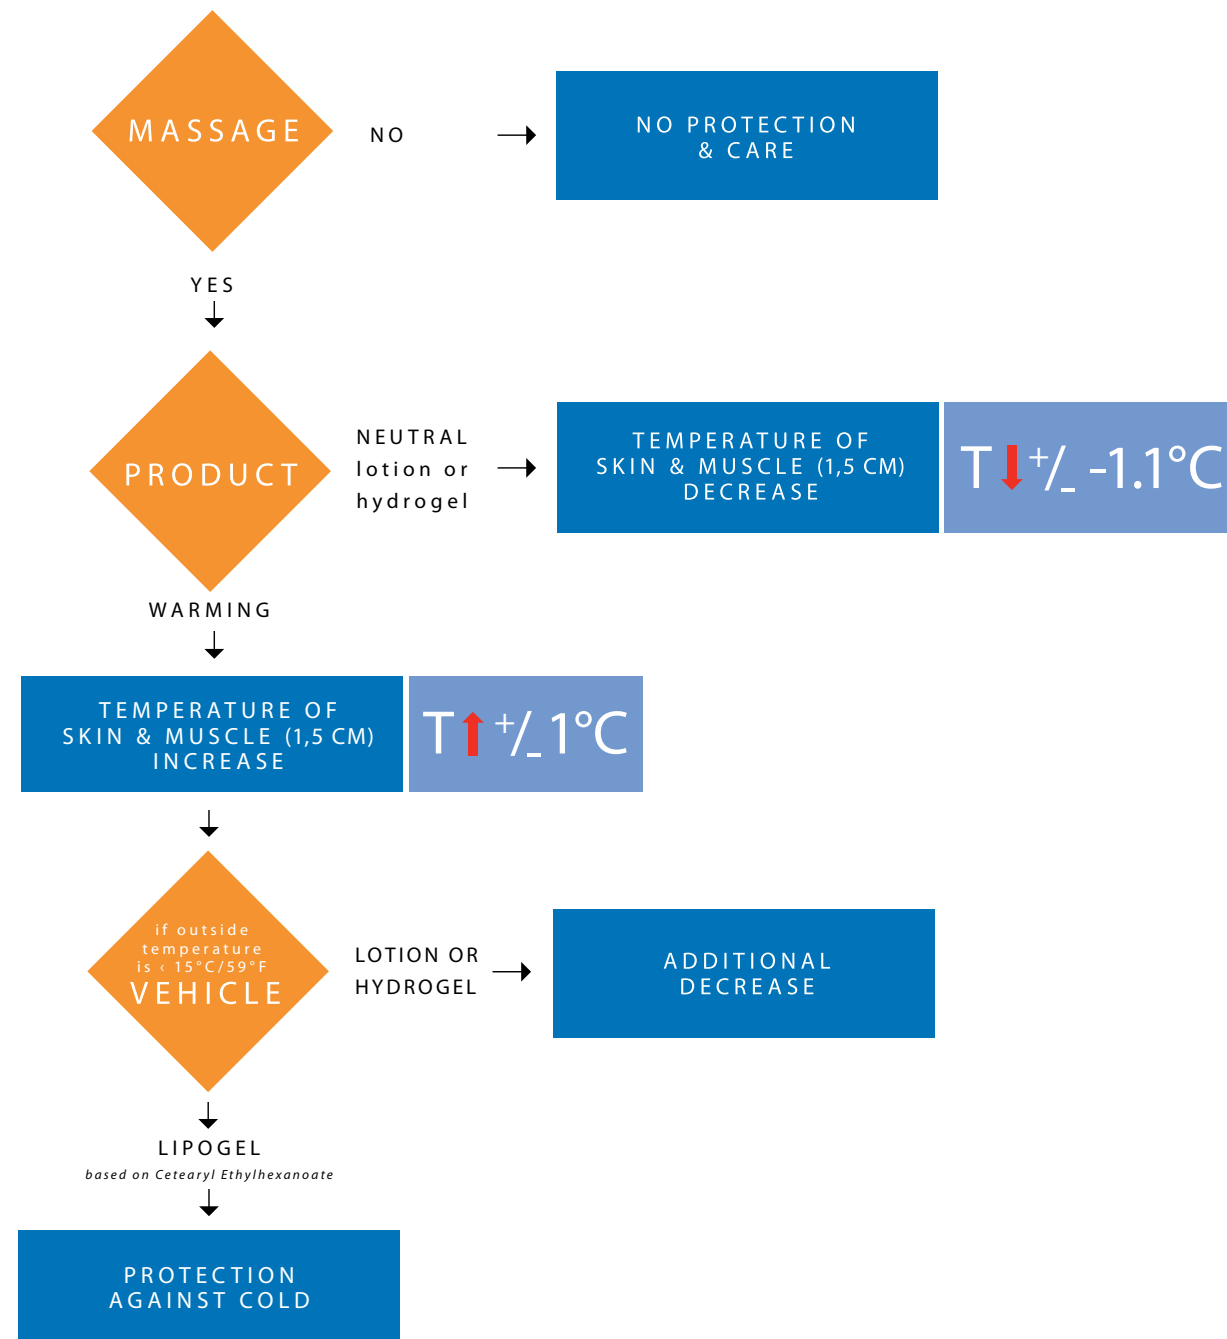 MASSAGE
NO
NO PROTECTION
& CARE
YES
PRODUCT
NEUTRAL
lotion or
hydrogel
TEMPERATURE OF
SKIN & MUSCLE (1,5 CM)
DECREASE
T +/_ -1.1°C
WARMING
TEMPERATURE OF
SKIN & MUSCLE (1,5 CM)
INCREASE
T +/_ 1°C
if outside
temperature
is ‹ 15°C/59°F
VEHICLE
LOTION OR
HYDROGEL
ADDITIONAL
DECREASE
LIPOGEL
based on Cetearyl Ethylhexanoate
PROTECTION
AGAINST COLD